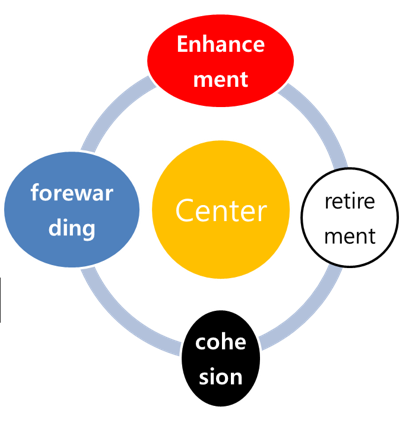 Enhance
ment
forewar
ding
Center
retire
ment
cohe
sion